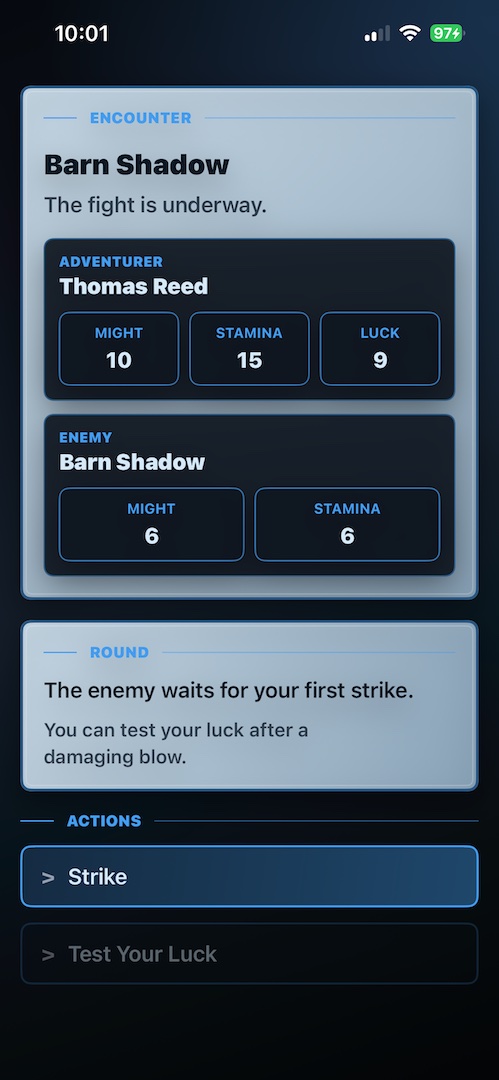 10:01
97
ENCOUNTER
Barn Shadow
The fight is underway.
ADVENTURER
Thomas Reed
MIGHT
10
STAMINA
15
LUCK
9
ENEMY
Barn Shadow
MIGHT
6
STAMINA
6
ROUND
The enemy waits for your first strike.
You can test your luck after a
damaging blow.
ACTIONS
> Strike
> Test Your Luck